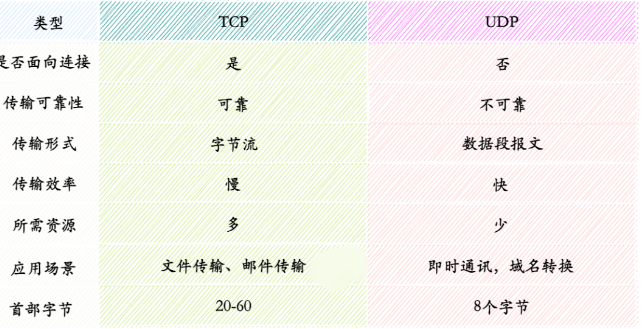 类型 TCP UDP
是否面向连接 是 否
传输可靠性 可靠 不可靠
传输形式 字节流 数据段报文
传输效率 慢 快
所需资源 多 少
应用场景 文件传输、邮件传输 即时通讯，域名转换
首部字节 20-60 8个字节